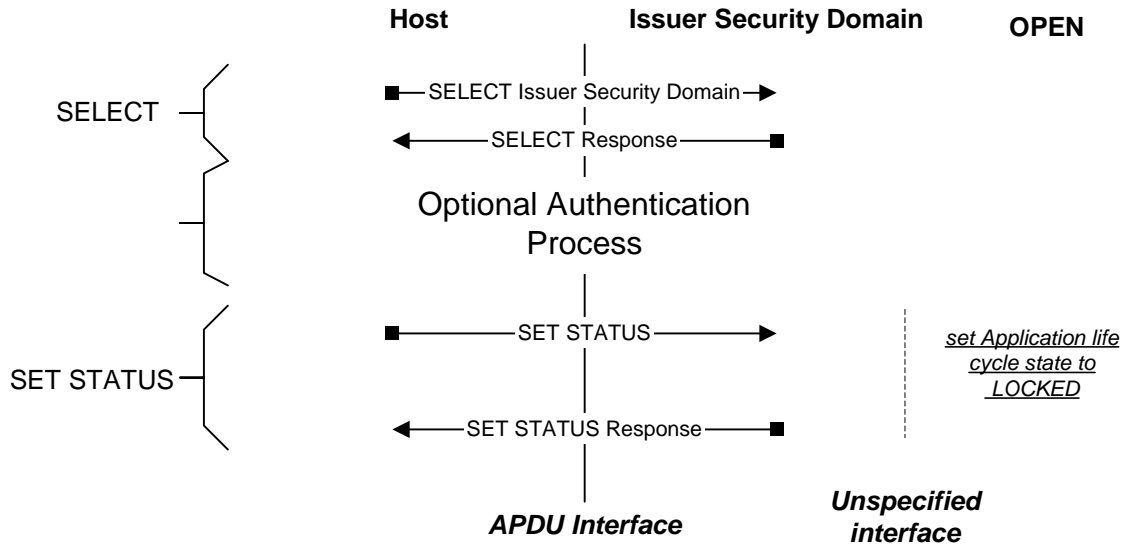 Host
Issuer Security Domain
OPEN
SELECT
SELECT Issuer Security Domain
SELECT Response
Optional Authentication
Process
SET STATUS
SET STATUS
set Application life
cycle state to
LOCKED
SET STATUS Response
APDU Interface
Unspecified
interface